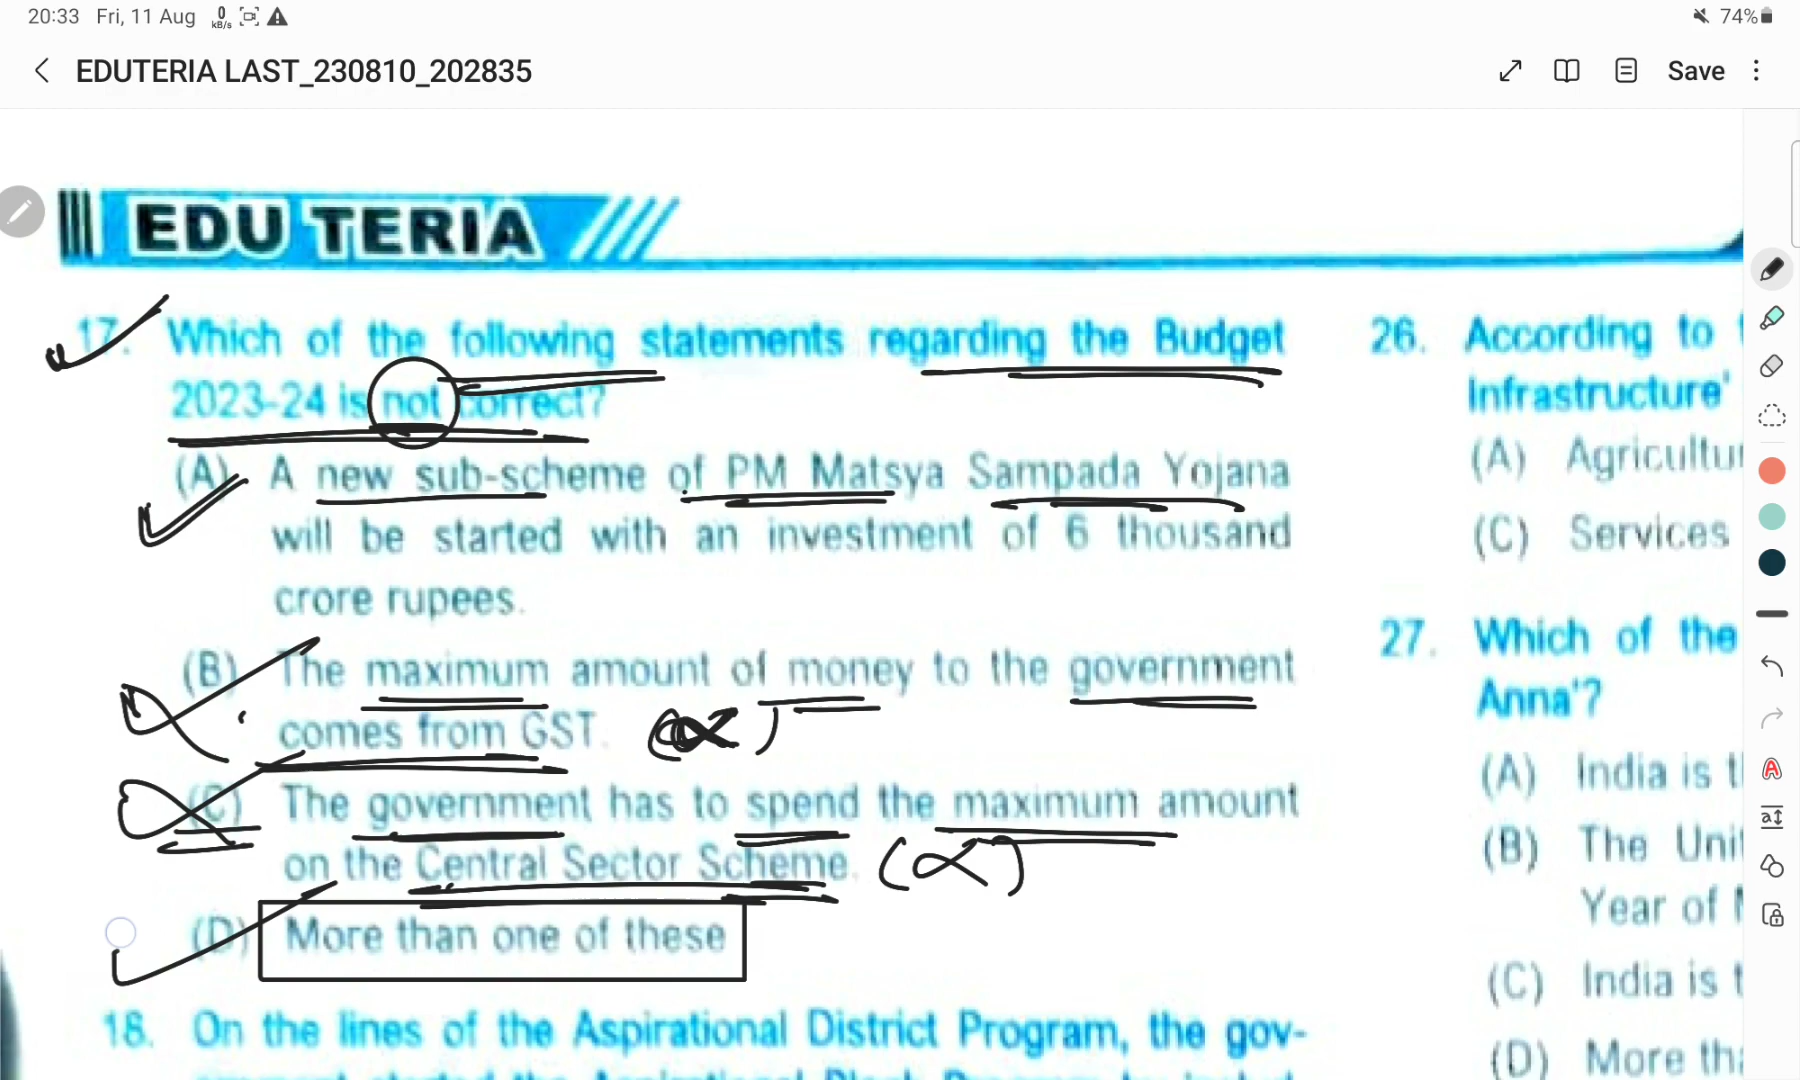 20:33 Fri, 11 Aug 0 kB/s 74%
EDUTERIA LAST_230810_202835
Save
EDU TERIA
17. Which of the following statements regarding the Budget
2023-24 is not correct?
(A) A new sub-scheme of PM Matsya Sampada Yojana
will be started with an investment of 6 thousand
crore rupees.
(B) The maximum amount of money to the government
comes from GST.
(C) The government has to spend the maximum amount
on the Central Sector Scheme.
(D) More than one of these
18. On the lines of the Aspirational District Program, the gov-
26. According to
Infrastructure'
(A)
(C) Services
27. Which of the
Anna'?
(A) India is
(B) The
Year of
(C) India is
(D) More